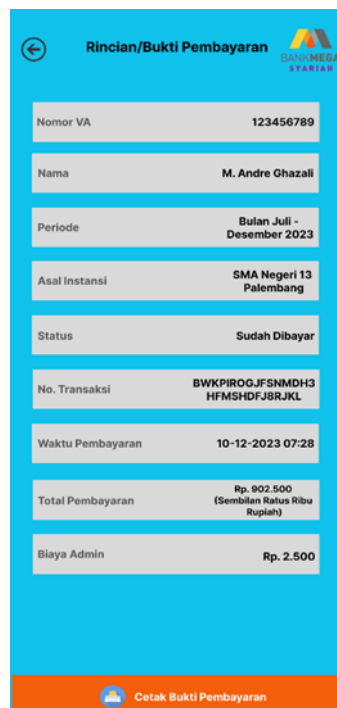 Rincian/Bukti Pembayaran
BANKMEGA
SYARIAH
Nomor VA 123456789
Nama M. Andre Ghazali
Periode Bulan Juli -
Desember 2023
Asal Instansi SMA Negeri 13
Palembang
Status Sudah Dibayar
No. Transaksi BWKPIROGJFSNMDH3
HFMSHDFJ8RJKL
Waktu Pembayaran 10-12-2023 07:28
Total Pembayaran Rp. 902.500
(Sembilan Ratus Ribu
Rupiah)
Biaya Admin Rp. 2.500
Cetak Bukti Pembayaran